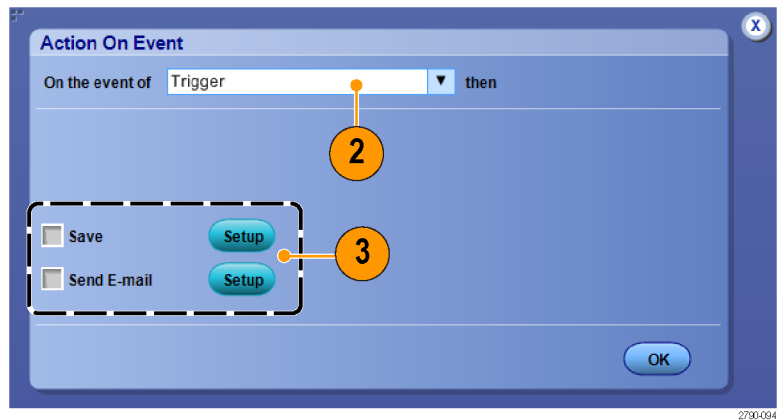 X
Action On Event
On the event of Trigger ▼ then
2
Save Setup
3
Send E-mail Setup
OK
2790-094